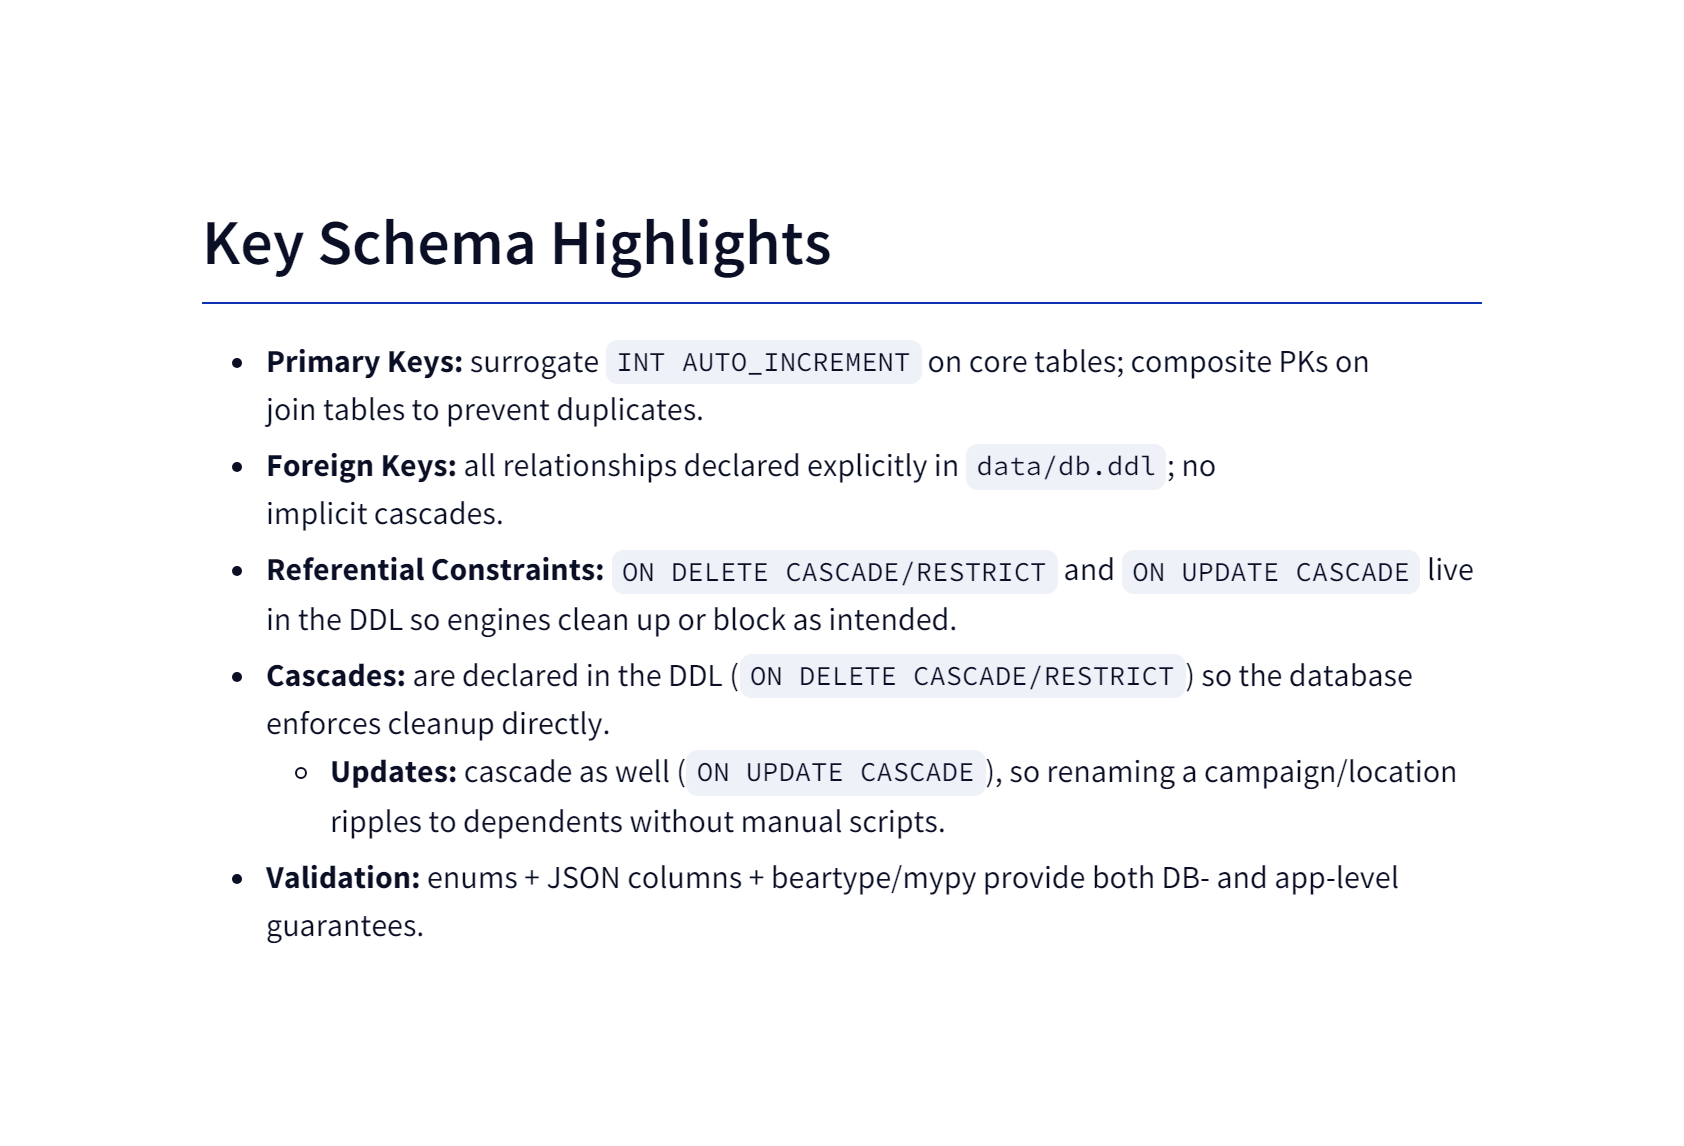 Key Schema Highlights
• Primary Keys: surrogate INT AUTO_INCREMENT on core tables; composite PKs on
join tables to prevent duplicates.
• Foreign Keys: all relationships declared explicitly in data/db.ddl; no
implicit cascades.
• Referential Constraints: ON DELETE CASCADE/RESTRICT and ON UPDATE CASCADE live
in the DDL so engines clean up or block as intended.
• Cascades: are declared in the DDL (ON DELETE CASCADE/RESTRICT) so the database
enforces cleanup directly.
◦ Updates: cascade as well (ON UPDATE CASCADE), so renaming a campaign/location
ripples to dependents without manual scripts.
• Validation: enums + JSON columns + beartype/mypy provide both DB- and app-level
guarantees.